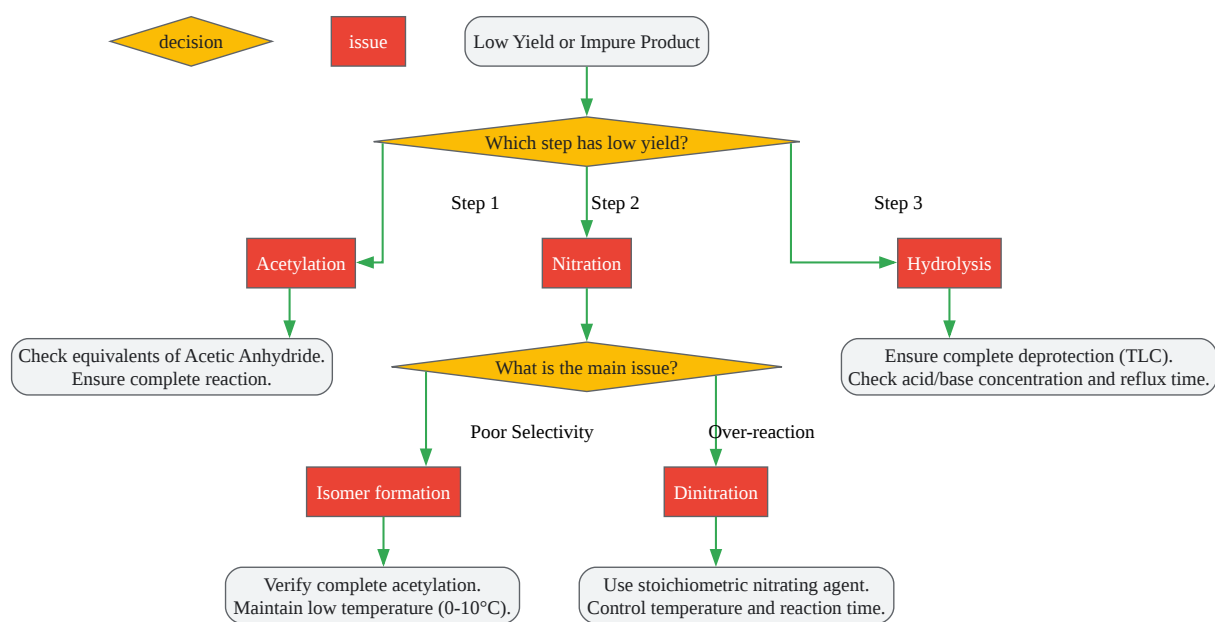 decision
issue
Low Yield or Impure Product
Which step has low yield?
Step 1
Step 2
Step 3
Acetylation
Nitration
Hydrolysis
Check equivalents of Acetic Anhydride.
Ensure complete reaction.
What is the main issue?
Ensure complete deprotection (TLC).
Check acid/base concentration and reflux time.
Poor Selectivity
Over-reaction
Isomer formation
Dinitration
Verify complete acetylation.
Maintain low temperature (0-10°C).
Use stoichiometric nitrating agent.
Control temperature and reaction time.